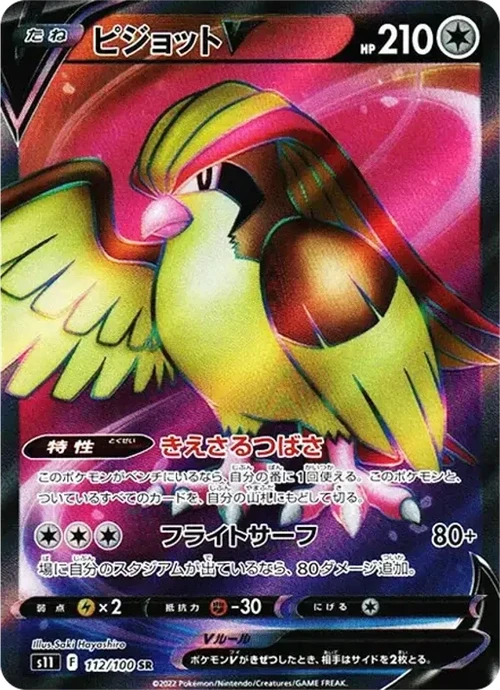 たね ピジョットV HP 210
特性 とくせい きえさるつばさ
このポケモンがベンチにいるなら、自分の番に1回使える。このポケモンと、
ついているすべてのカードを、自分の山札にもどして切る。
フライトサーフ 80+
場に自分のスタジアムが出ているなら、80ダメージ追加。
弱点 ×2 抵抗力 -30 にげる
Illus. Saki Hayashiro
Vルール
s11 F 112/100 SR
ポケモンVがきぜつしたとき、相手はサイドを2枚とる。
©2022 Pokémon/Nintendo/Creatures/GAME FREAK.